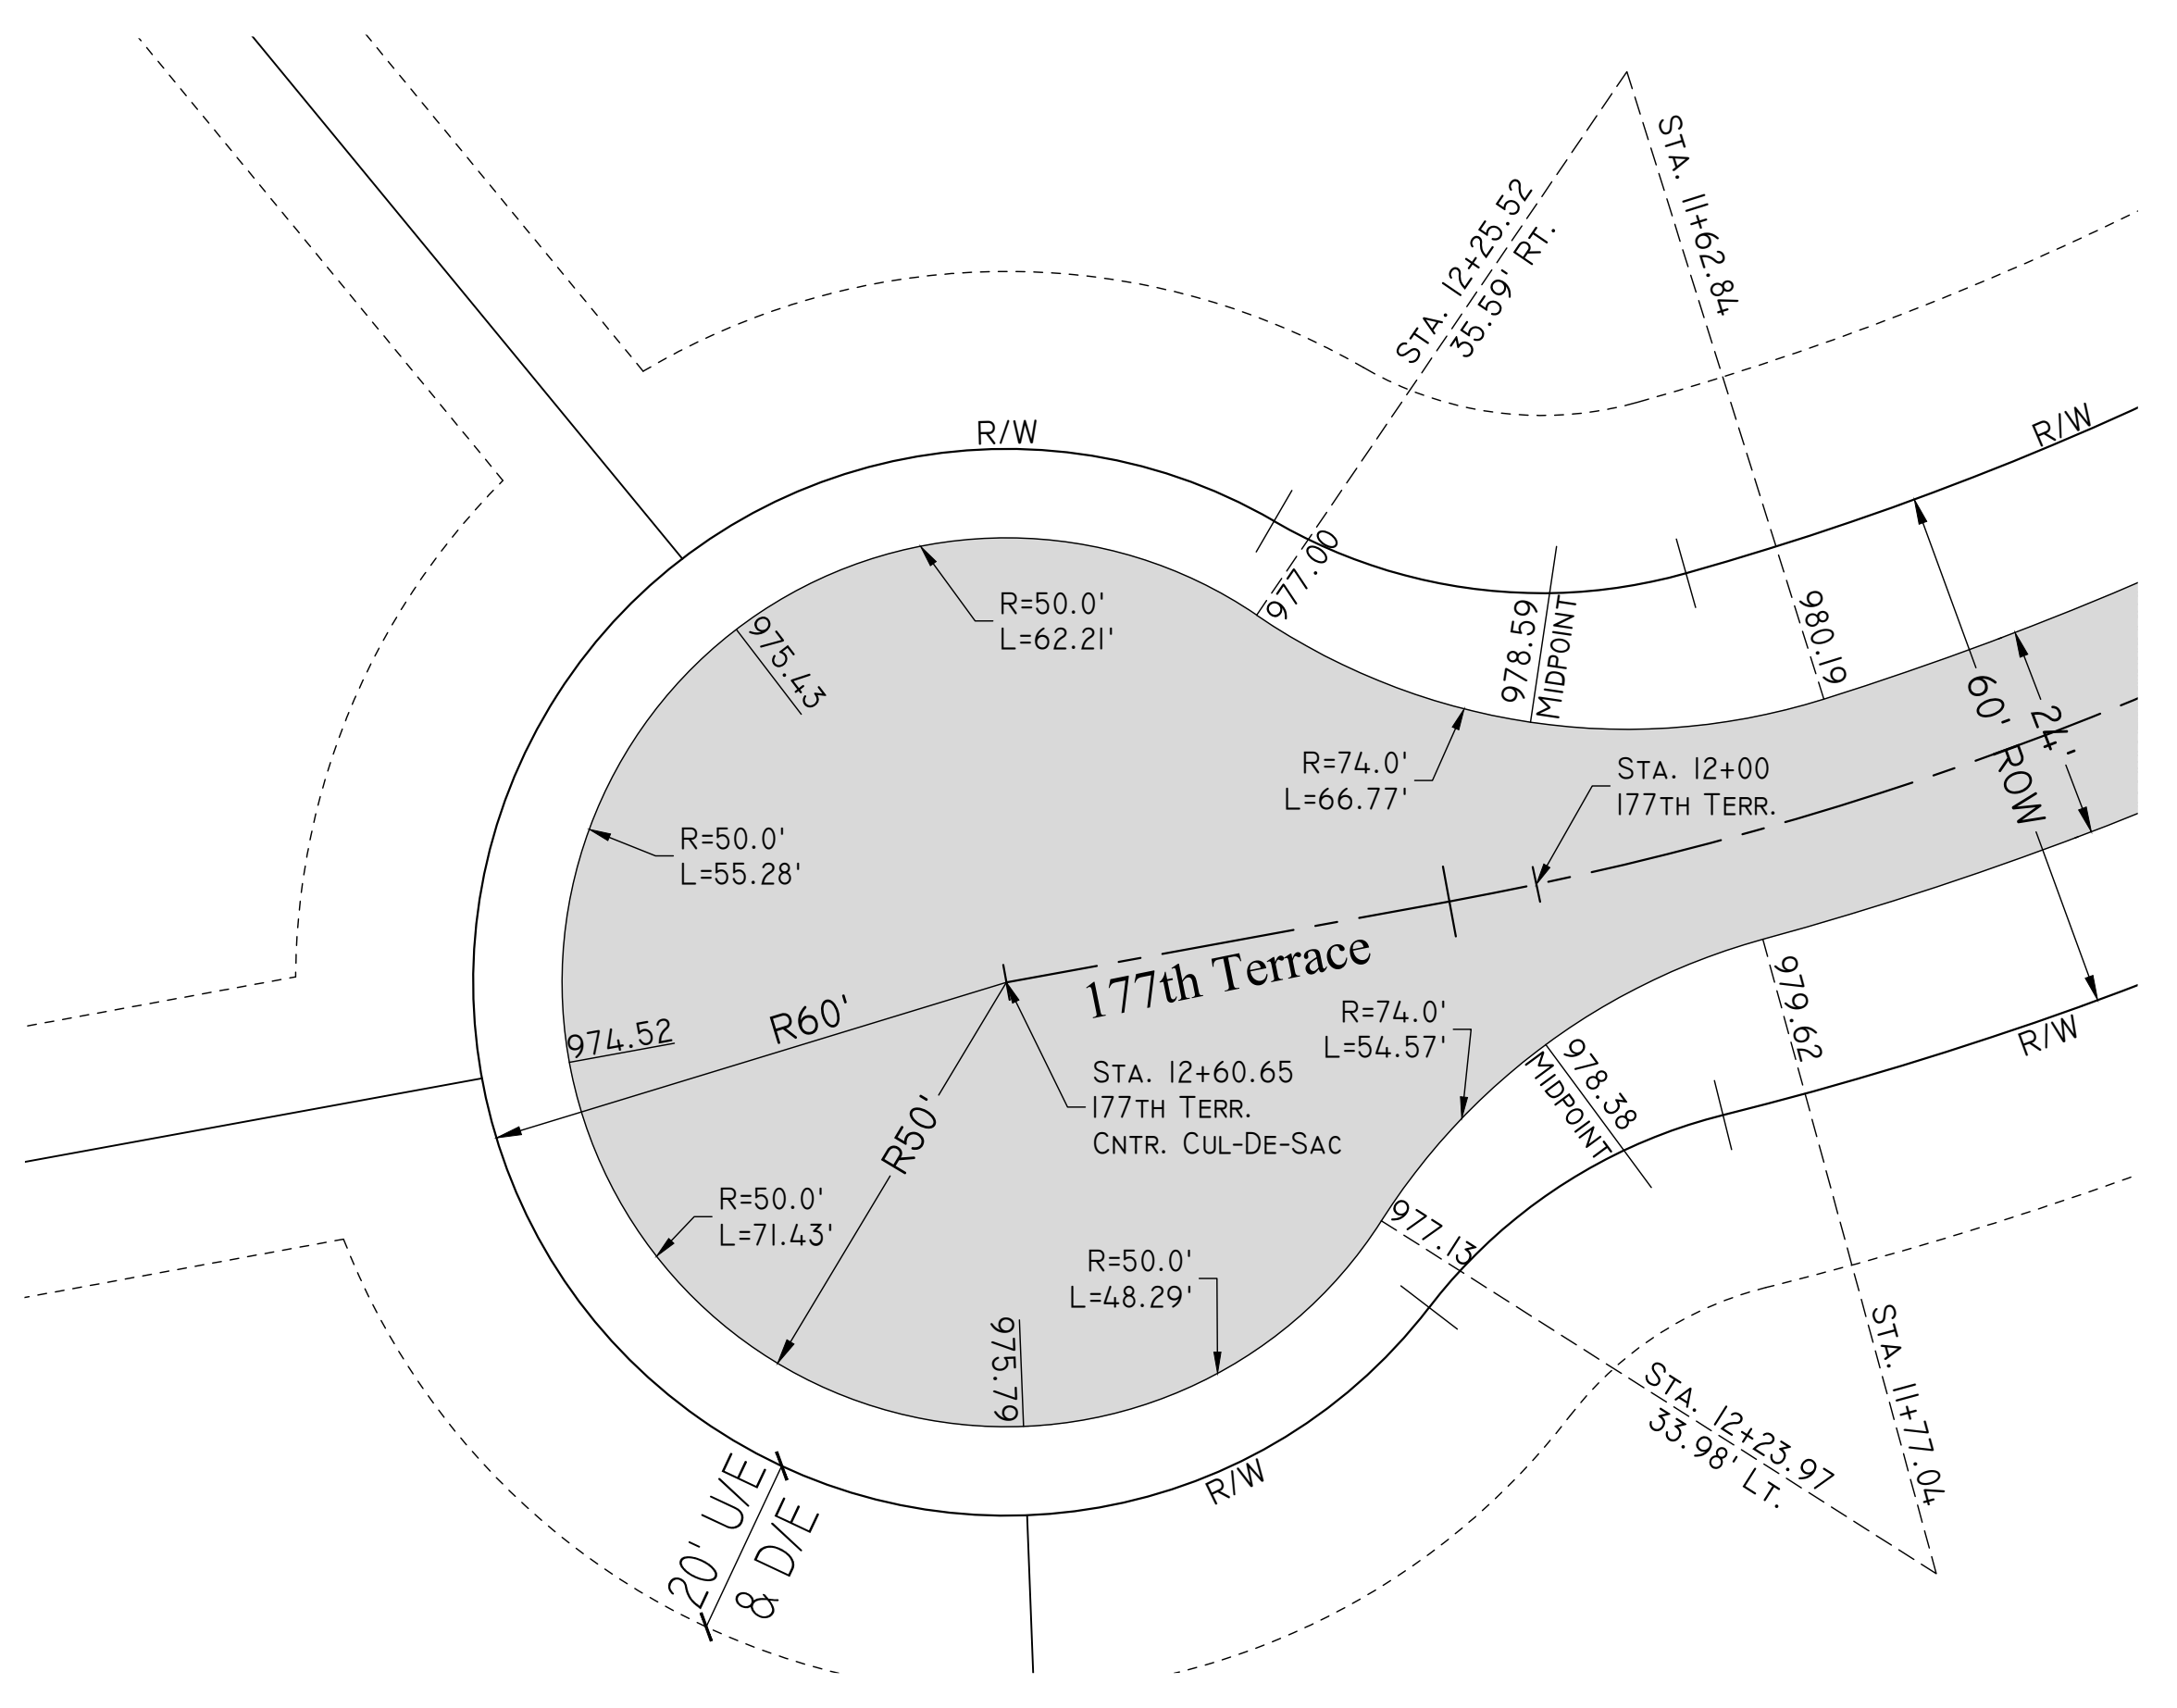 STA. 11+62.84
STA. 12+25.52
35.59' RT.
R/W
R/W
977.00
978.59
MIDPOINT
980.19
R=50.0'
L=62.21'
975.43
60' ROW
24'
R=74.0'
L=66.77'
STA. 12+00
177TH TERR.
R=50.0'
L=55.28'
177th Terrace
R60'
974.52
R=74.0'
L=54.57'
979.62
978.38
MIDPOINT
R/W
STA. 12+60.65
177TH TERR.
CNTR. CUL-DE-SAC
R50'
R=50.0'
L=71.43'
977.13
R=50.0'
L=48.29'
975.79
STA. 11+77.04
STA. 12+23.97
33.98' LT.
R/W
20' U/E
& D/E